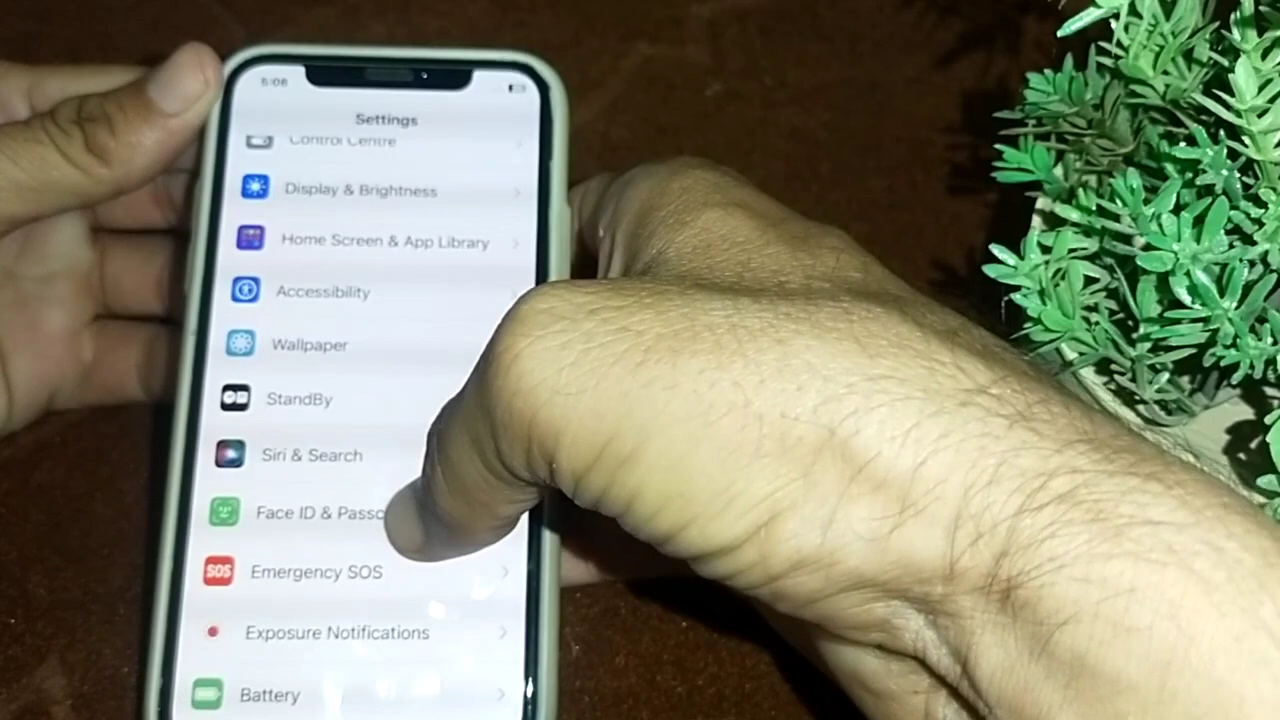 5:08
Settings
Control Centre
Display & Brightness
Home Screen & App Library
Accessibility
Wallpaper
StandBy
Siri & Search
Face ID & Passc
SOS Emergency SOS
Exposure Notifications
Battery